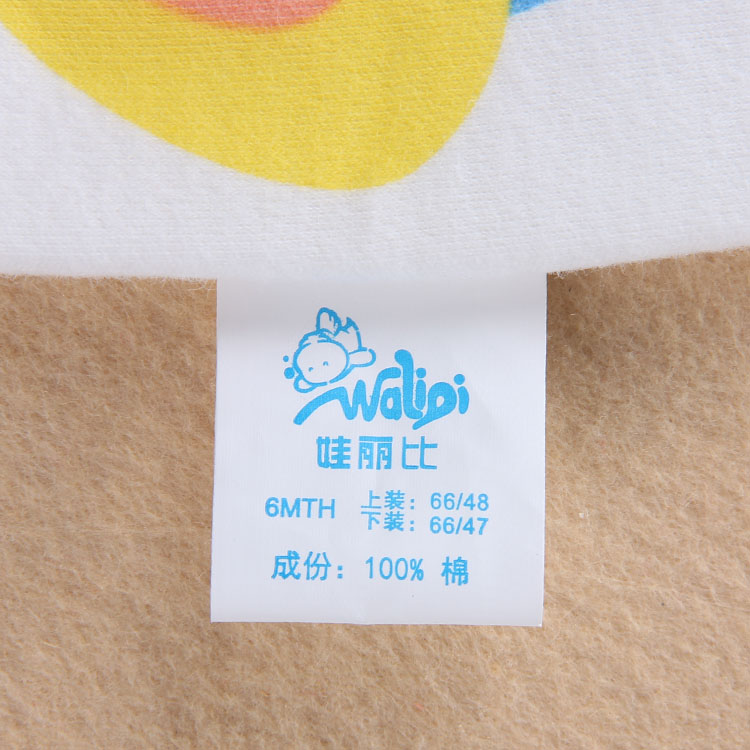 Walipi
娃丽比
6MTH 上装：66/48
下装：66/47
成份：100% 棉